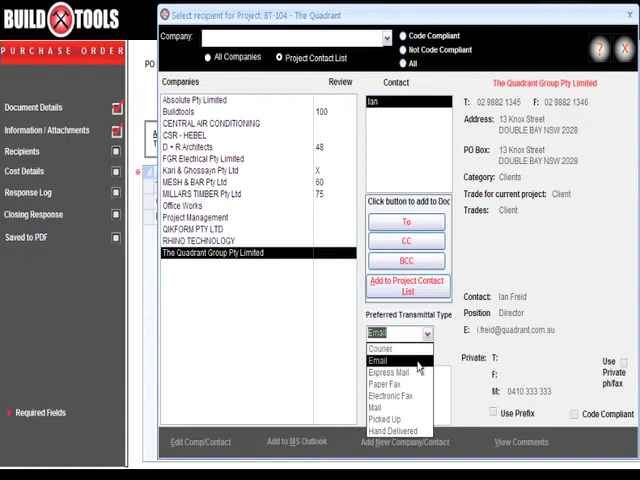 BUILD TOOLS
PURCHASE ORDER
Document Details
Information / Attachments
Recipients
Cost Details
Response Log
Closing Response
Saved to PDF
Required Fields
PO
Select recipient for Project: BT-104 - The Quadrant
Company:
All Companies
Project Contact List
Code Compliant
Not Code Compliant
All
? X
Companies Review
Absolute Pty Limited
Buildtools 100
CENTRAL AIR CONDITIONING
CSR - HEBEL
D + R Architects 48
FGR Electrical Pty Limited
Kari & Ghossayn Pty Ltd X
MESH & BAR Pty Ltd 60
MILLARS TIMBER Pty Ltd 75
Office Works
Project Management
QIKFORM PTY LTD
RHINO TECHNOLOGY
The Quadrant Group Pty Limited
Contact
Ian
Click button to add to Doc
To
CC
BCC
Add to Project Contact List
Preferred Transmittal Type
Email
Courier
Email
Express Mail
Paper Fax
Electronic Fax
Mail
Picked Up
Hand Delivered
The Quadrant Group Pty Limited
T: 02 9882 1345 F: 02 9882 1346
Address: 13 Knox Street
DOUBLE BAY NSW 2028
PO Box: 13 Knox Street
DOUBLE BAY NSW 2028
Category: Clients
Trade for current project: Client
Trades: Client
Contact: Ian Freid
Position Director
E: i.freid@quadrant.com.au
Private: T:
F:
M: 0410 333 333
Use Private ph/fax
Use Prefix
Code Compliant
Edit Comp/Contact
Add to MS Outlook
Add New Company/Contact
View Comments